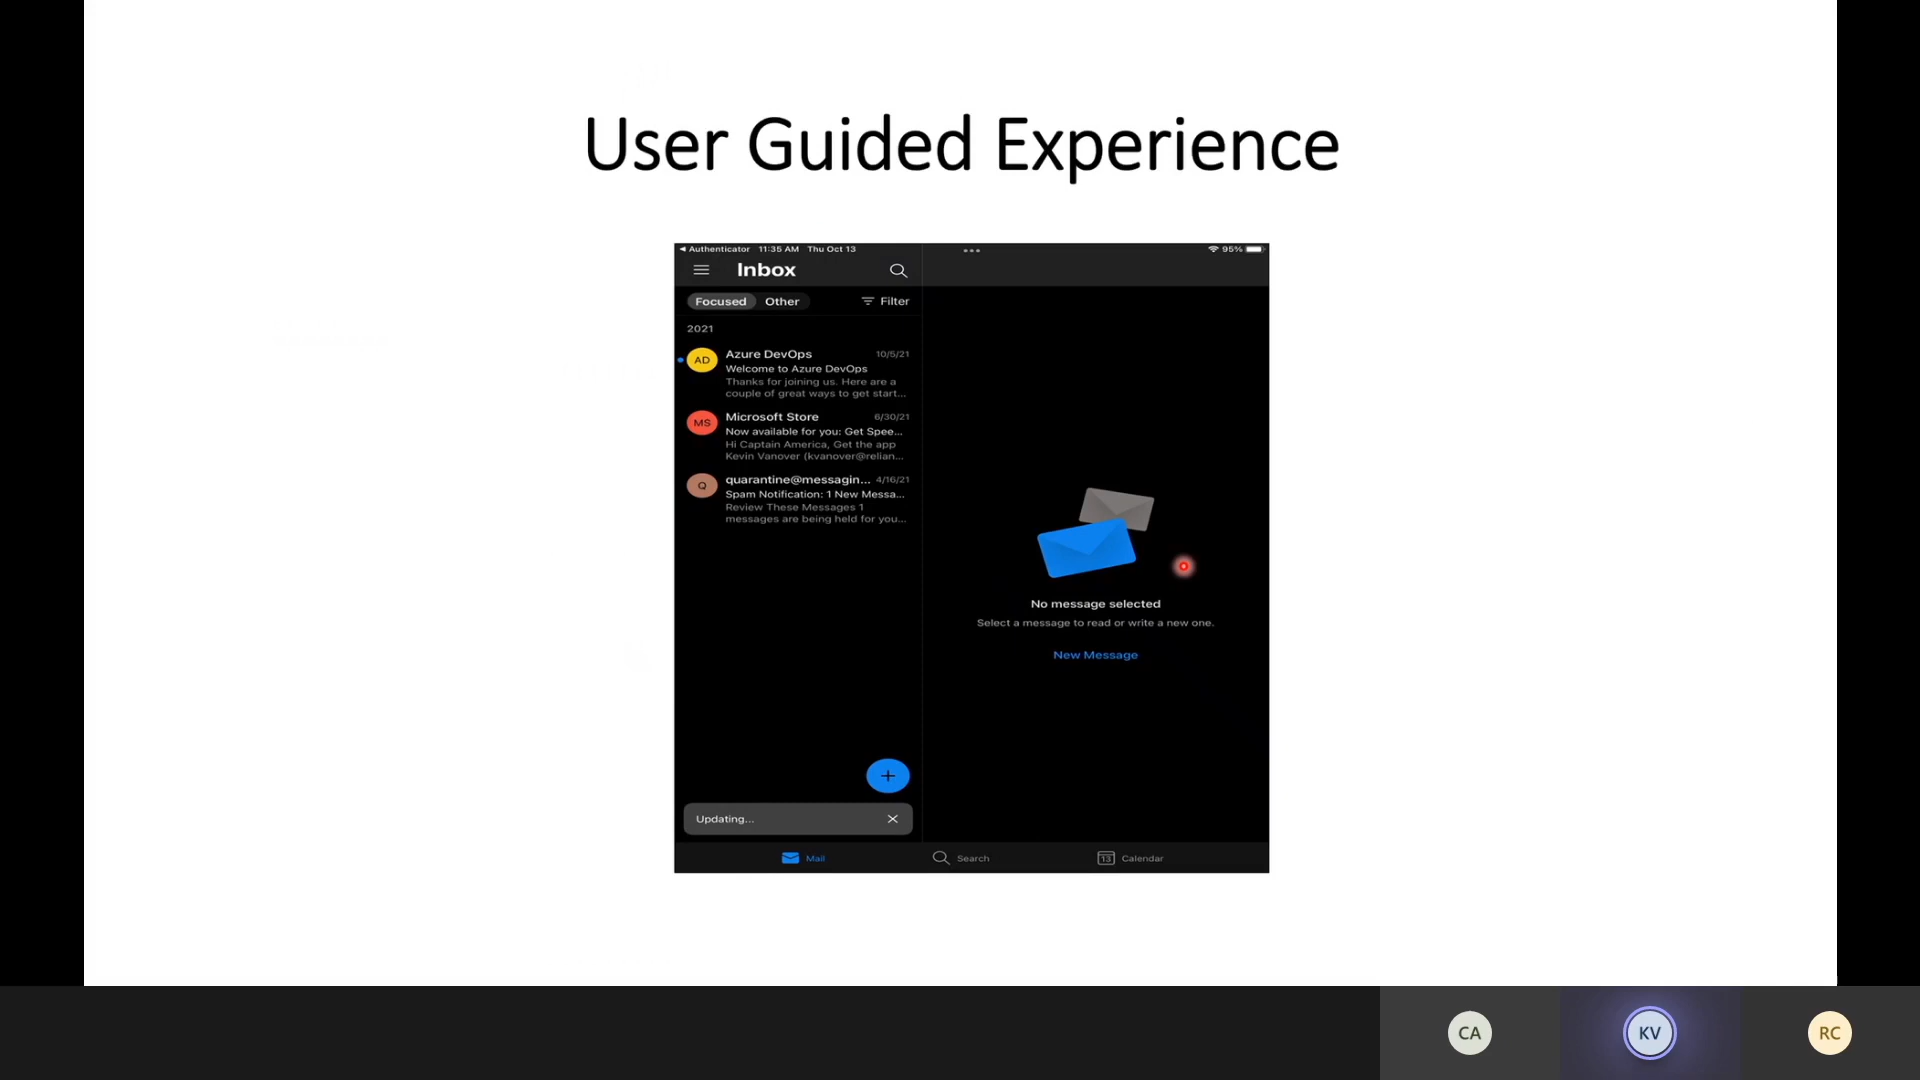 User Guided Experience
Authenticator 11:35 AM Thu Oct 13
95%
Inbox
Focused Other Filter
2021
AD
Azure DevOps 10/5/21
Welcome to Azure DevOps
Thanks for joining us. Here are a
couple of great ways to get start...
MS
Microsoft Store 6/30/21
Now available for you: Get Spee...
Hi Captain America, Get the app
Kevin Vanover (kvanover@relian...
Q
quarantine@messagin... 4/16/21
Spam Notification: 1 New Messa...
Review These Messages 1
messages are being held for you...
No message selected
Select a message to read or write a new one.
New Message
Updating...
Mail Search 13 Calendar
CA KV RC